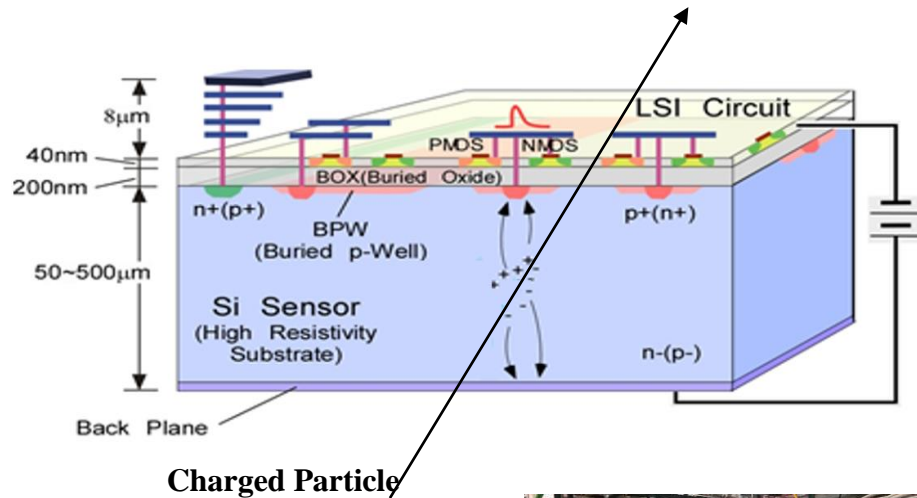 LSI Circuit
8μm
PMOS NMOS
40nm
BOX(Buried Oxide)
200nm
n+(p+)
p+(n+)
BPW
(Buried p-Well)
50~500μm
Si Sensor
(High Resistivity
Substrate)
n-(p-)
Back Plane
Charged Particle